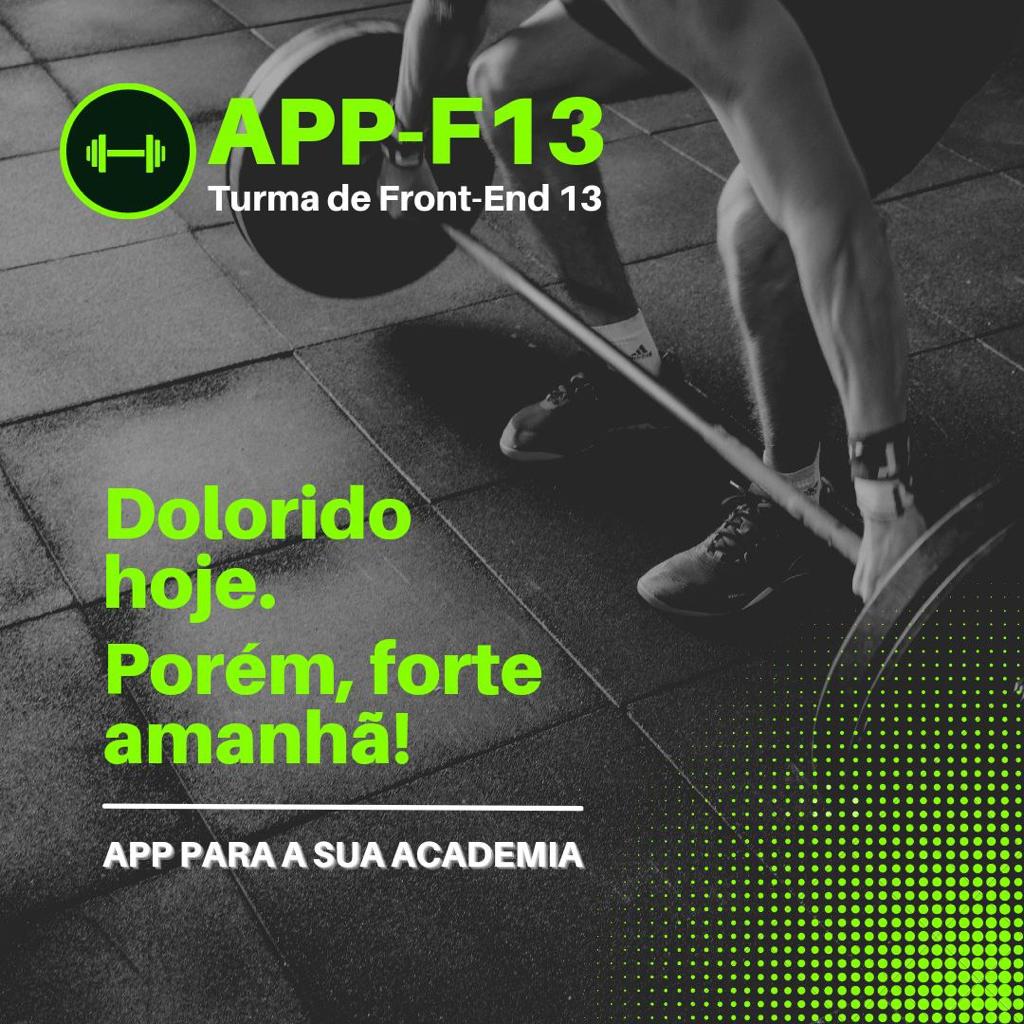 APP-F13
Turma de Front-End 13
Dolorido
hoje.
Porém, forte
amanhã!
APP PARA A SUA ACADEMIA